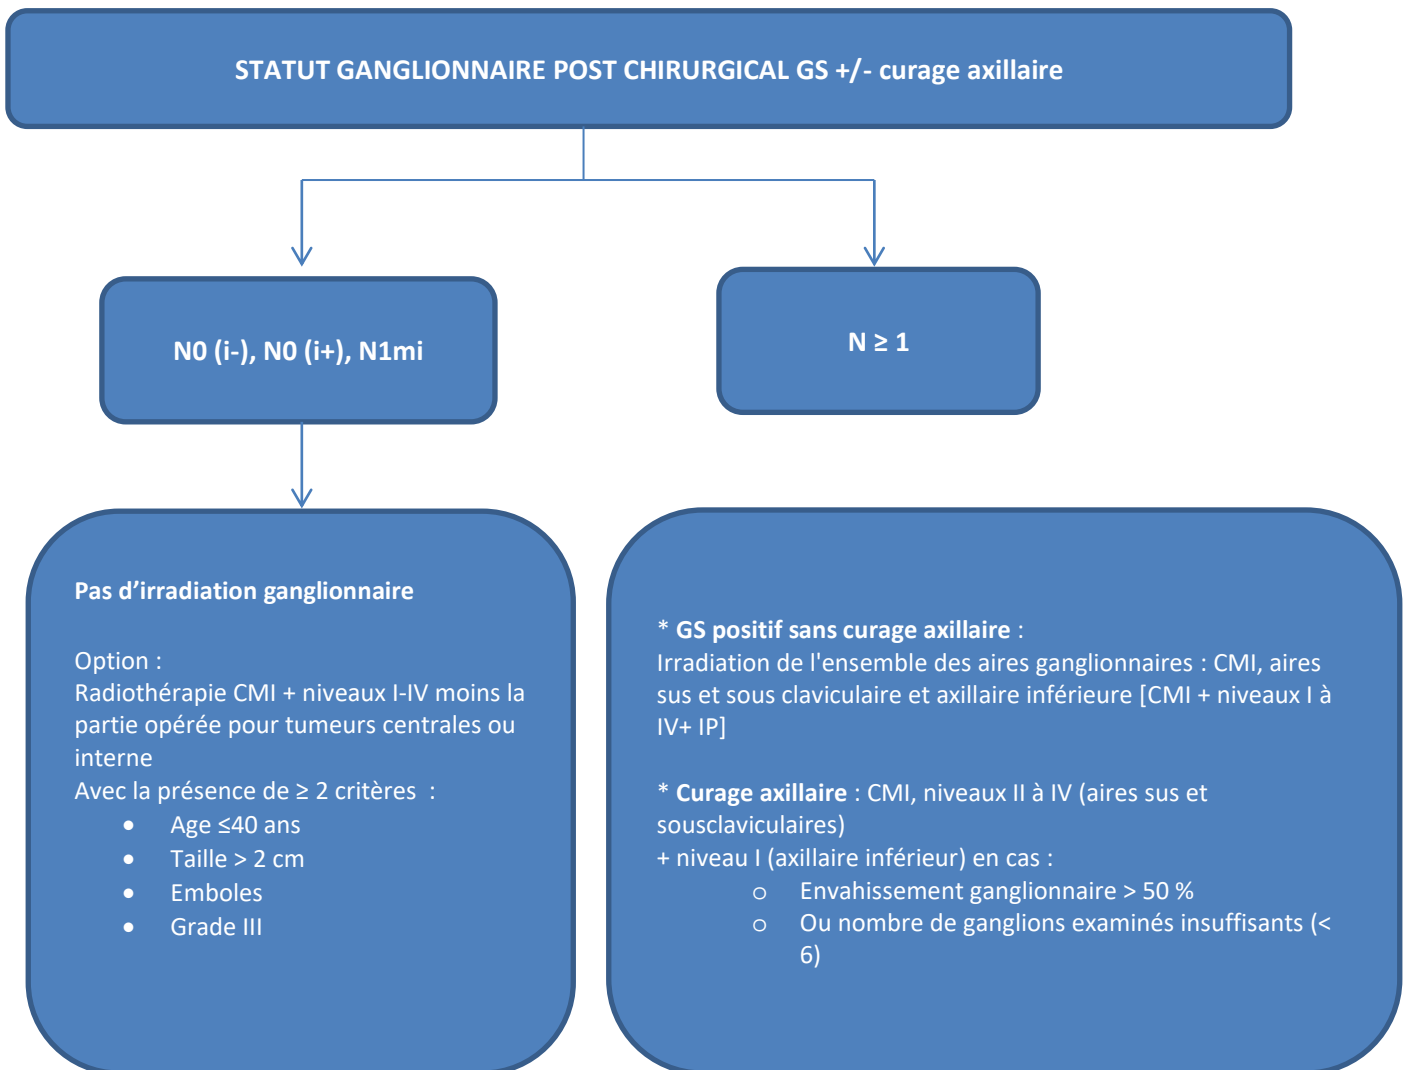 STATUT GANGLIONNAIRE POST CHIRURGICAL GS +/- curage axillaire
N0 (i-), N0 (i+), N1mi
N ≥ 1
Pas d’irradiation ganglionnaire
Option :
Radiothérapie CMI + niveaux I-IV moins la
partie opérée pour tumeurs centrales ou
interne
Avec la présence de ≥ 2 critères :
• Age ≤40 ans
• Taille > 2 cm
• Emboles
• Grade III
* GS positif sans curage axillaire :
Irradiation de l'ensemble des aires ganglionnaires : CMI, aires
sus et sous claviculaire et axillaire inférieure [CMI + niveaux I à
IV+ IP]
* Curage axillaire : CMI, niveaux II à IV (aires sus et
sousclaviculaires)
+ niveau I (axillaire inférieur) en cas :
o Envahissement ganglionnaire > 50 %
o Ou nombre de ganglions examinés insuffisants (<
6)